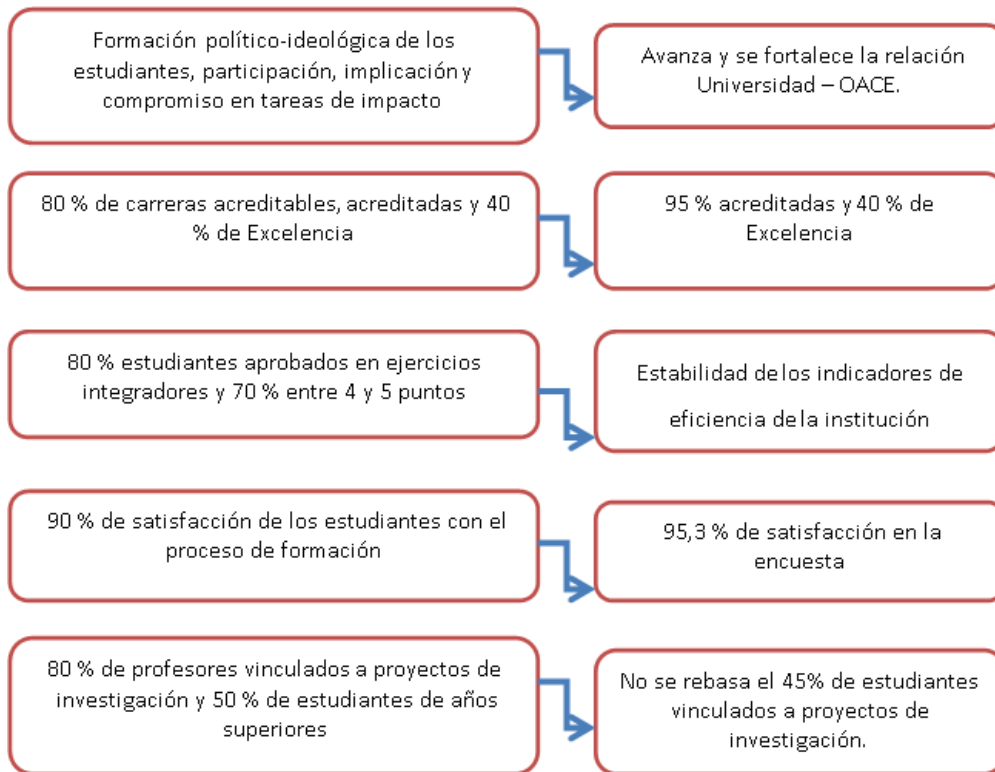 Formación político-ideológica de los
estudiantes, participación, implicación y
compromiso en tareas de impacto
Avanza y se fortalece la relación
Universidad – OACE.
80 % de carreras acreditables, acreditadas y 40
% de Excelencia
95 % acreditadas y 40 % de
Excelencia
80 % estudiantes aprobados en ejercicios
integradores y 70 % entre 4 y 5 puntos
Estabilidad de los indicadores de
eficiencia de la institución
90 % de satisfacción de los estudiantes con el
proceso de formación
95,3 % de satisfacción en la
encuesta
80 % de profesores vinculados a proyectos de
investigación y 50 % de estudiantes de años
superiores
No se rebasa el 45% de estudiantes
vinculados a proyectos de
investigación.